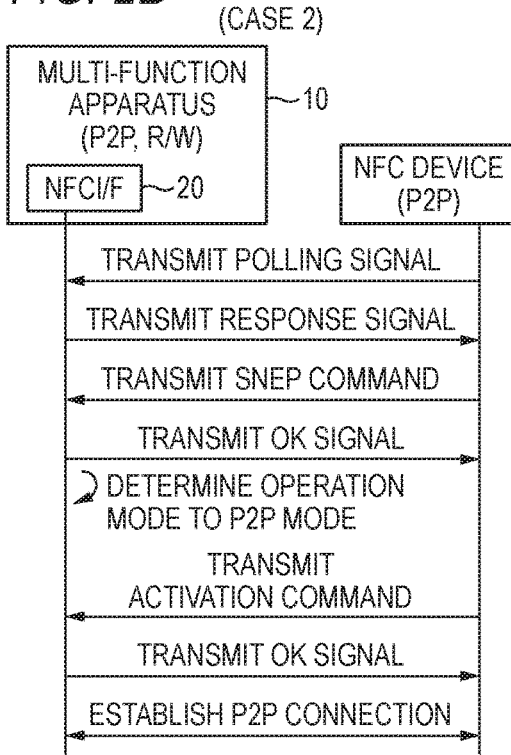 (CASE 2)
MULTI-FUNCTION
APPARATUS
(P2P, R/W)
10
NFCI/F
20
NFC DEVICE
(P2P)
TRANSMIT POLLING SIGNAL
TRANSMIT RESPONSE SIGNAL
TRANSMIT SNEP COMMAND
TRANSMIT OK SIGNAL
DETERMINE OPERATION
MODE TO P2P MODE
TRANSMIT
ACTIVATION COMMAND
TRANSMIT OK SIGNAL
ESTABLISH P2P CONNECTION